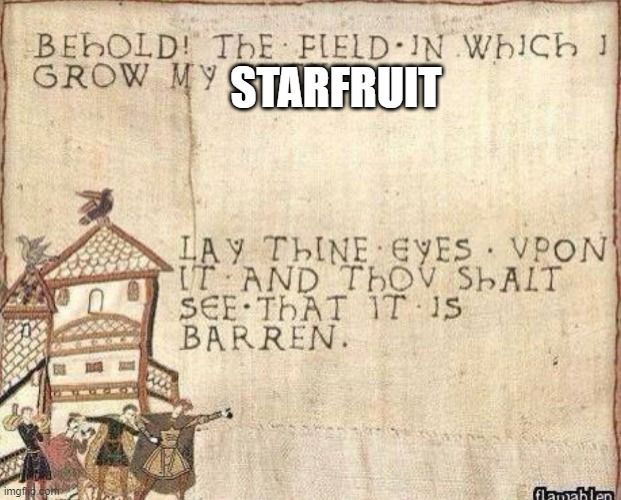 BEhOLD! ThE · FIELD · IN WhICh I
GROW MY STARFRUIT
LAY ThINE · EYES · VPON
IT · AND ThOV ShALT
SEE · ThAT IT · IS
BARREN.
imgflip.com